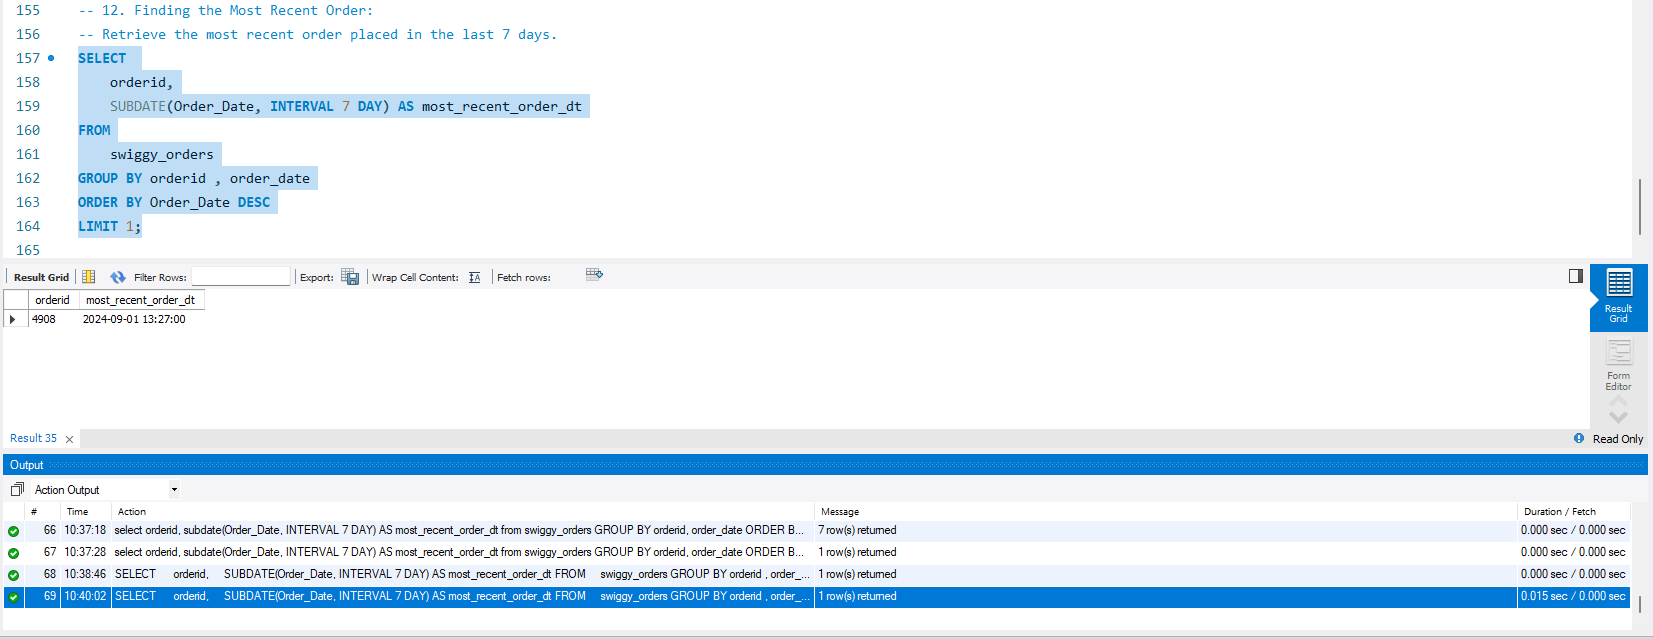 155 -- 12. Finding the Most Recent Order:
156 -- Retrieve the most recent order placed in the last 7 days.
157 SELECT
158 orderid,
159 SUBDATE(Order_Date, INTERVAL 7 DAY) AS most_recent_order_dt
160 FROM
161 swiggy_orders
162 GROUP BY orderid , order_date
163 ORDER BY Order_Date DESC
164 LIMIT 1;
165
Result Grid Filter Rows: Export: Wrap Cell Content: Fetch rows:
orderid most_recent_order_dt
4908 2024-09-01 13:27:00
Result Grid
Form Editor
Result 35 Read Only
Output
Action Output
# Time Action Message Duration / Fetch
66 10:37:18 select orderid, subdate(Order_Date, INTERVAL 7 DAY) AS most_recent_order_dt from swiggy_orders GROUP BY orderid, order_date ORDER B... 7 row(s) returned 0.000 sec / 0.000 sec
67 10:37:28 select orderid, subdate(Order_Date, INTERVAL 7 DAY) AS most_recent_order_dt from swiggy_orders GROUP BY orderid, order_date ORDER B... 1 row(s) returned 0.000 sec / 0.000 sec
68 10:38:46 SELECT orderid, SUBDATE(Order_Date, INTERVAL 7 DAY) AS most_recent_order_dt FROM swiggy_orders GROUP BY orderid , order_... 1 row(s) returned 0.000 sec / 0.000 sec
69 10:40:02 SELECT orderid, SUBDATE(Order_Date, INTERVAL 7 DAY) AS most_recent_order_dt FROM swiggy_orders GROUP BY orderid , order_... 1 row(s) returned 0.015 sec / 0.000 sec